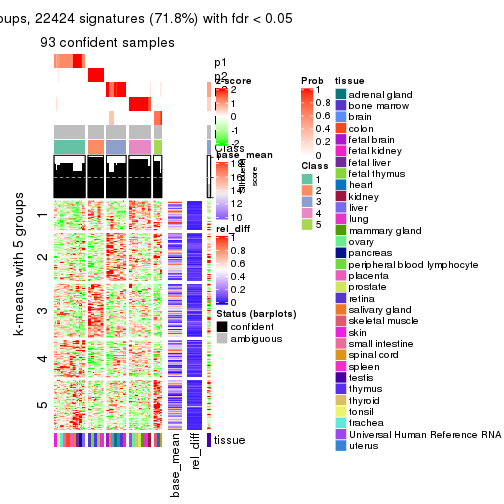 oups, 22424 signatures (71.8%) with fdr < 0.05
93 confident samples
p1
p2
z-score
2
1
0
-1
-2
Class
base_mean
18
16
14
12
10
score
rel_diff
1
0.8
0.6
0.4
0.2
0
Status (barplots)
confident
ambiguous
k-means with 5 groups
1
2
3
4
5
base_mean
rel_diff
tissue
Prob
1
0.8
0.6
0.4
0.2
0
Class
1
2
3
4
5
tissue
adrenal gland
bone marrow
brain
colon
fetal brain
fetal kidney
fetal liver
fetal thymus
heart
kidney
liver
lung
mammary gland
ovary
pancreas
peripheral blood lymphocyte
placenta
prostate
retina
salivary gland
skeletal muscle
skin
small intestine
spinal cord
spleen
testis
thymus
thyroid
tonsil
trachea
Universal Human Reference RNA
uterus